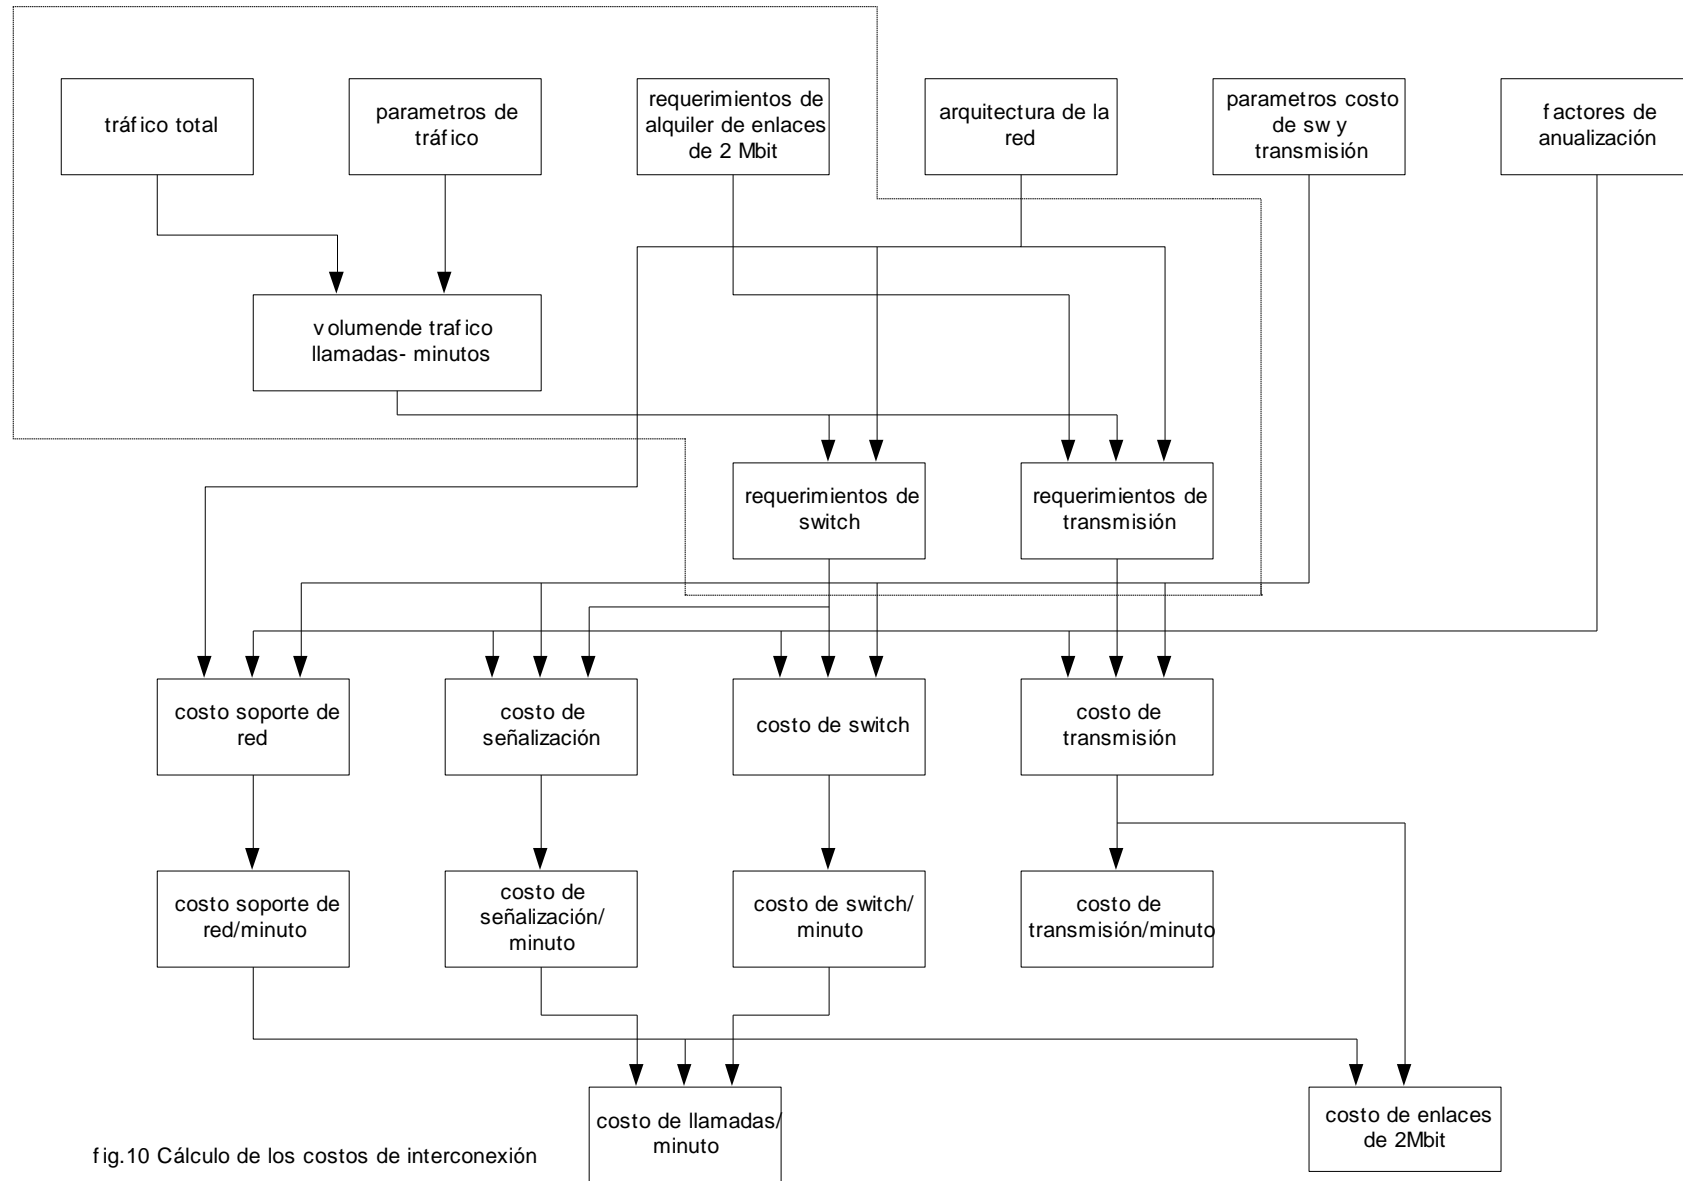 tráfico total
parametros de
tráfico
requerimientos de
alquiler de enlaces
de 2 Mbit
arquitectura de la
red
parametros costo
de sw y
transmisión
factores de
anualización
volumende trafico
llamadas- minutos
requerimientos de
switch
requerimientos de
transmisión
costo soporte de
red
costo de
señalización
costo de switch
costo de
transmisión
costo soporte de
red/minuto
costo de
señalización/
minuto
costo de switch/
minuto
costo de
transmisión/minuto
costo de llamadas/
minuto
costo de enlaces
de 2Mbit
fig.10 Cálculo de los costos de interconexión